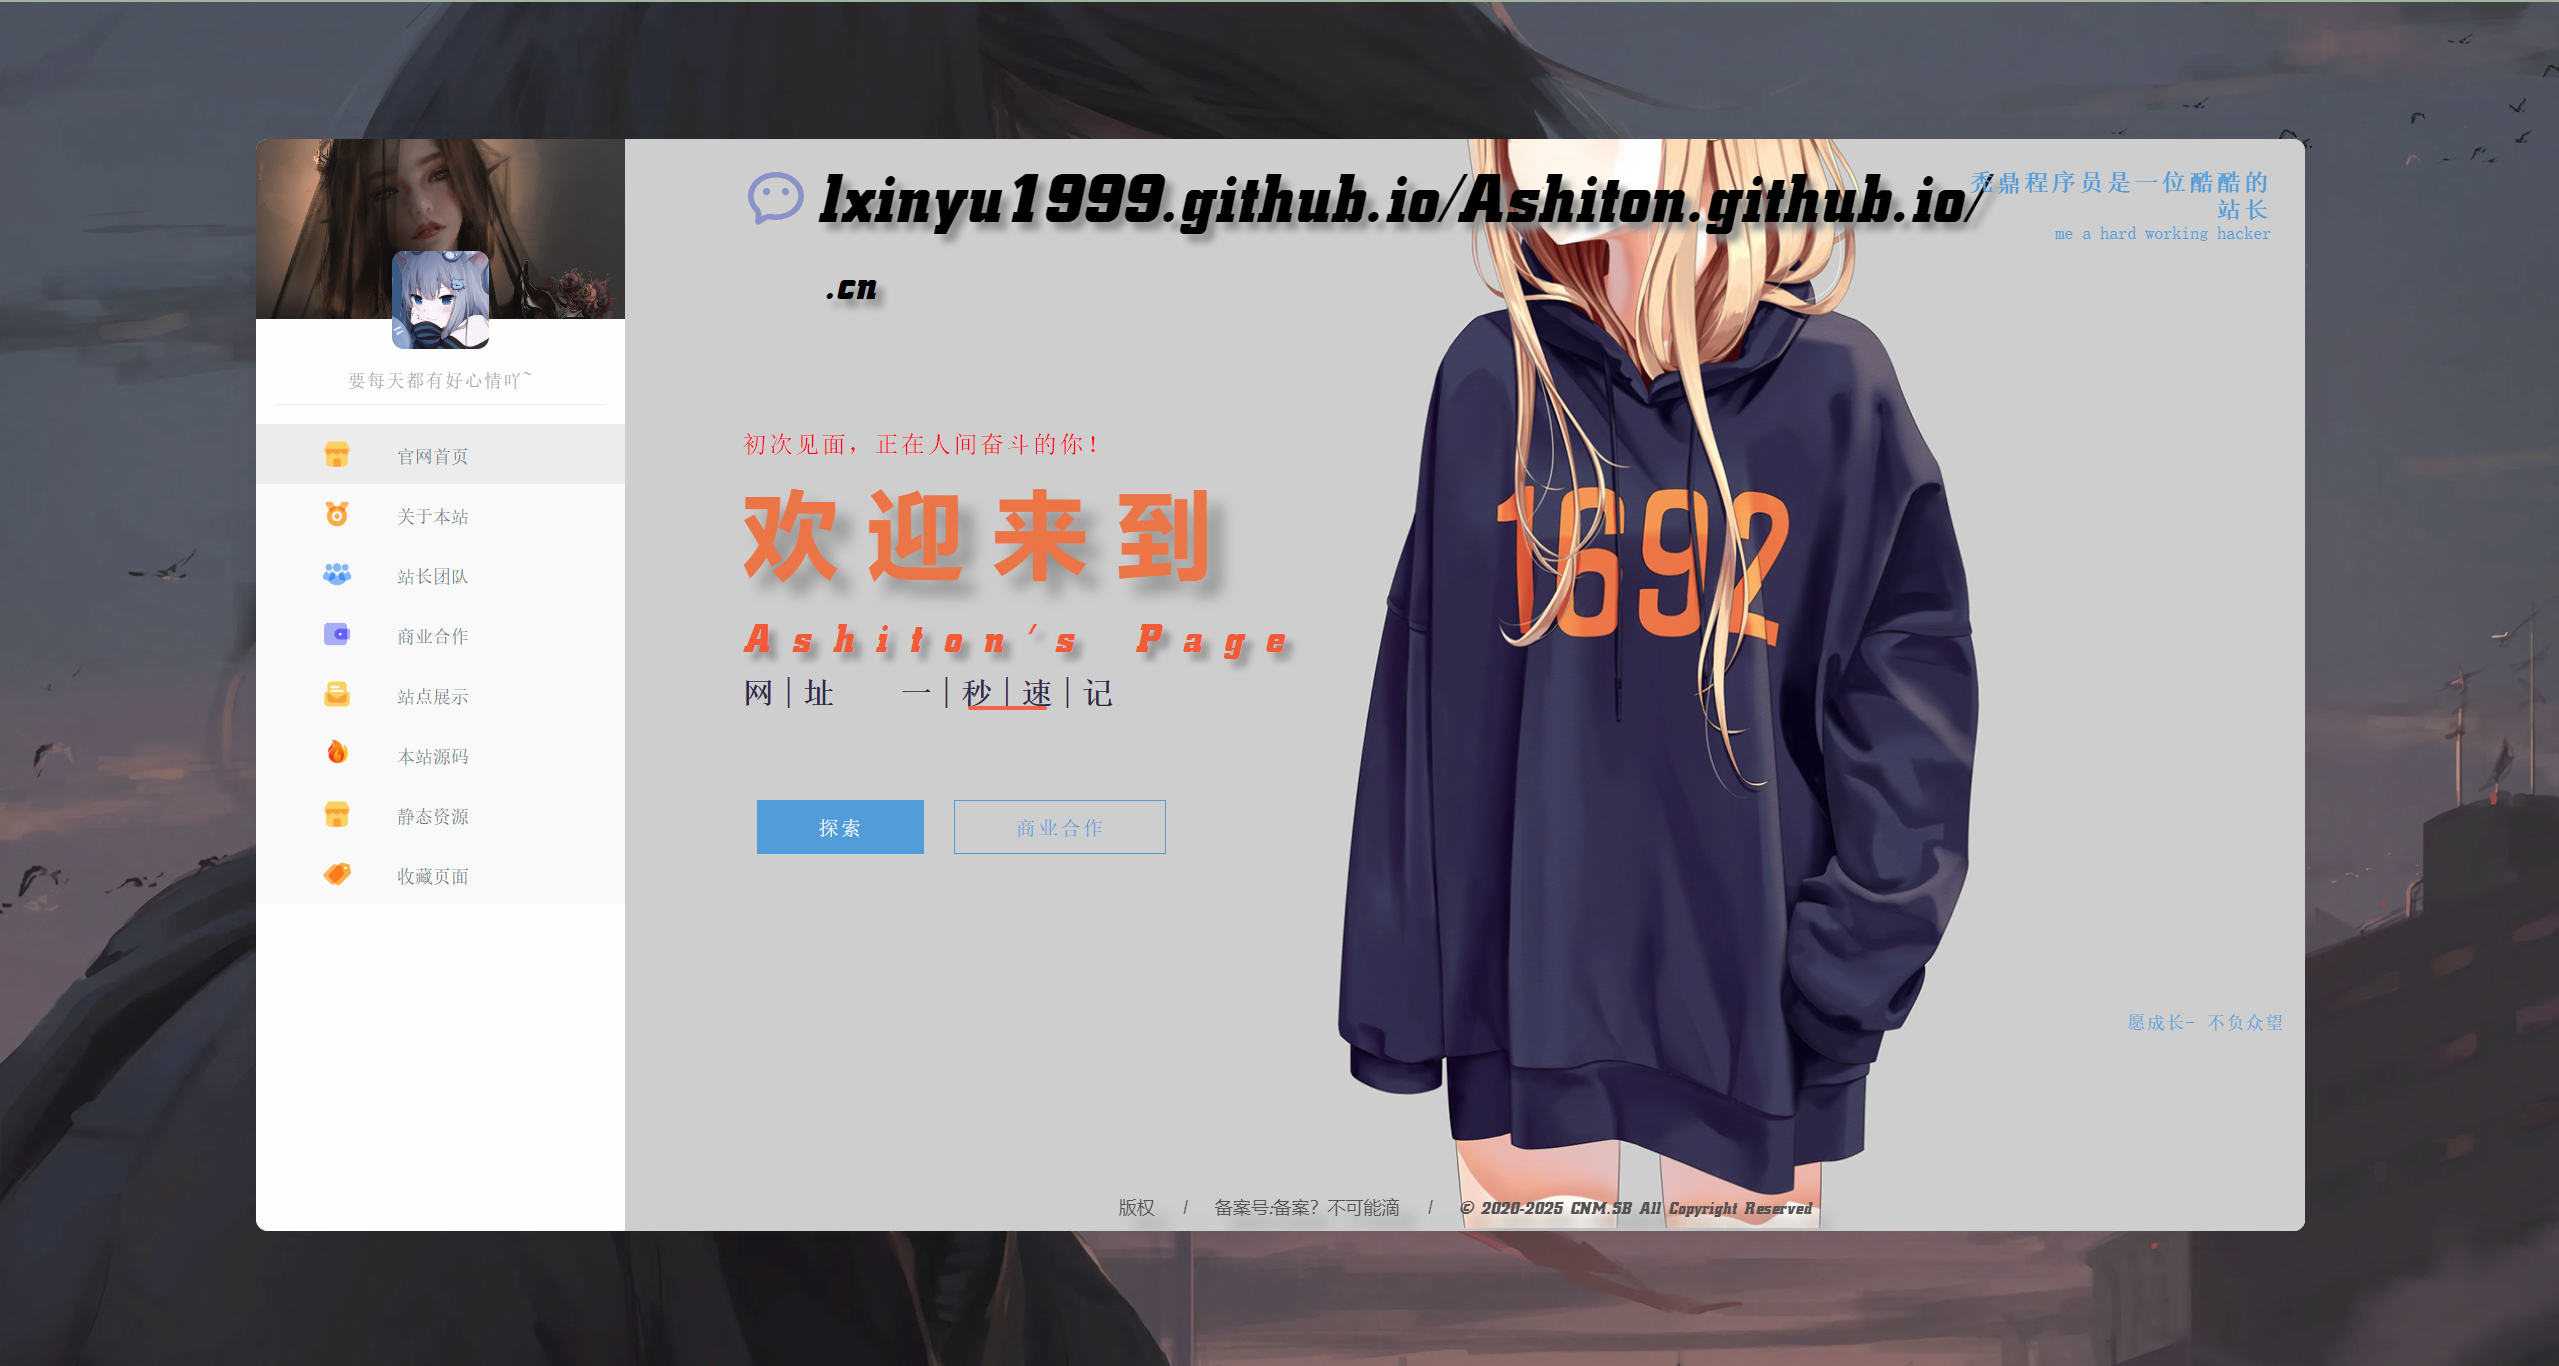 要每天都有好心情吖~
官网首页
关于本站
站长团队
商业合作
站点展示
本站源码
静态资源
收藏页面
lxinyu1999.github.io/Ashiton.github.io/
.cn
秃鼎程序员是一位酷酷的
站长
me a hard working hacker
初次见面，正在人间奋斗的你！
欢迎来到
Ashiton's Page
网|址 一|秒|速|记
探索
商业合作
1692
愿成长- 不负众望
版权 / 备案号:备案？不可能滴 / © 2020-2025 CNM.SB All Copyright Reserved